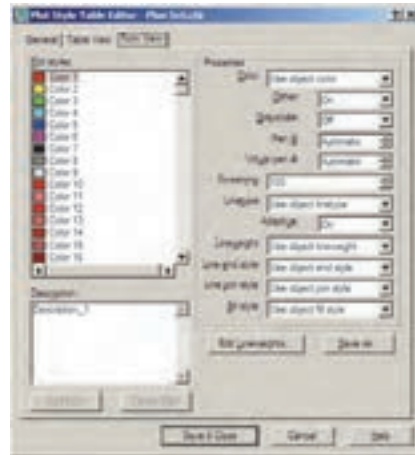 Plot Style Table Editor -
General Table View Form View
Plot styles:
Color 1
Color 2
Color 3
Color 4
Color 5
Color 6
Color 7
Color 8
Color 9
Color 10
Color 11
Color 12
Color 13
Color 14
Color 15
Color 16
Description:
Description_1
Properties
Color: Use object color
Dither: On
Grayscale: Off
Pen #: Automatic
Virtual pen #: Automatic
Screening: 100
Linetype: Use object linetype
Adaptive: On
Lineweight: Use object lineweight
Line end style: Use object end style
Line join style: Use object join style
Fill style: Use object fill style
Edit Lineweights... Save As...
Save & Close Cancel Help